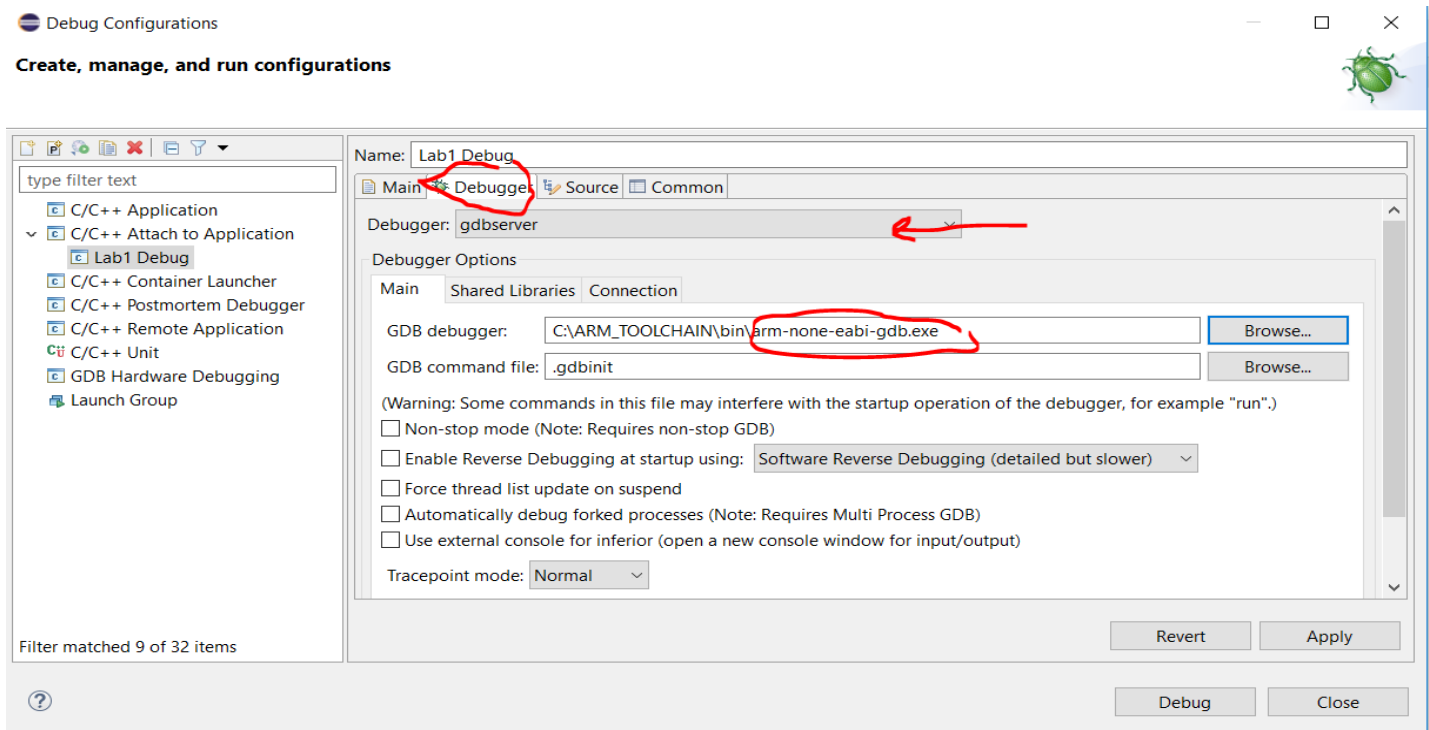 Debug Configurations
Create, manage, and run configurations
type filter text
C/C++ Application
C/C++ Attach to Application
Lab1 Debug
C/C++ Container Launcher
C/C++ Postmortem Debugger
C/C++ Remote Application
C/C++ Unit
GDB Hardware Debugging
Launch Group
Filter matched 9 of 32 items
Name: Lab1 Debug
Main Debugger Source Common
Debugger: gdbserver
Debugger Options
Main Shared Libraries Connection
GDB debugger: C:\ARM_TOOLCHAIN\bin\arm-none-eabi-gdb.exe Browse...
GDB command file: .gdbinit Browse...
(Warning: Some commands in this file may interfere with the startup operation of the debugger, for example "run".)
Non-stop mode (Note: Requires non-stop GDB)
Enable Reverse Debugging at startup using: Software Reverse Debugging (detailed but slower)
Force thread list update on suspend
Automatically debug forked processes (Note: Requires Multi Process GDB)
Use external console for inferior (open a new console window for input/output)
Tracepoint mode: Normal
Revert Apply
Debug Close